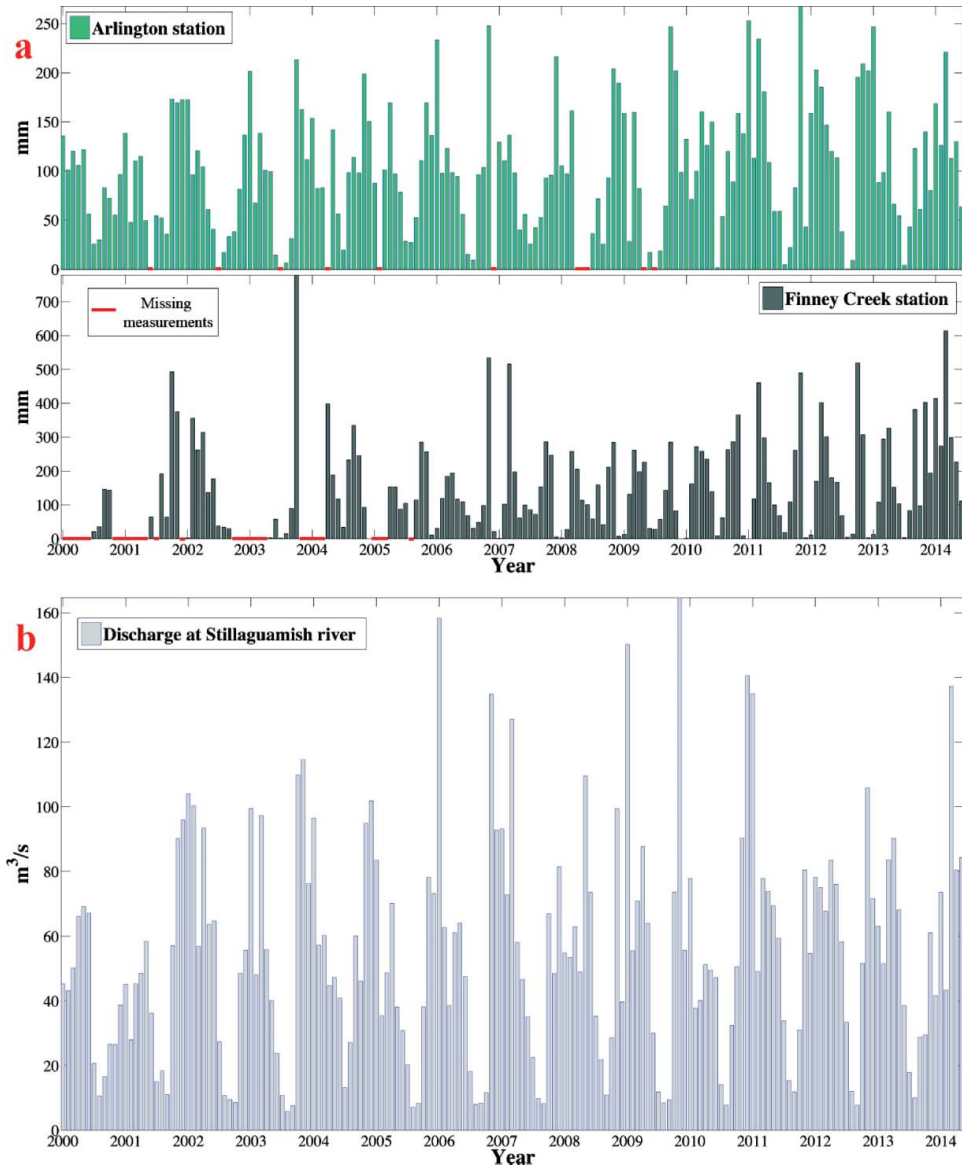 a
Arlington station
250
200
150
100
50
0
mm
Missing
measurements
Finney Creek station
700
600
500
400
300
200
100
0
mm
2000 2001 2002 2003 2004 2005 2006 2007 2008 2009 2010 2011 2012 2013 2014
Year
b
Discharge at Stillaguamish river
160
140
120
100
80
60
40
20
0
m³/s
2000 2001 2002 2003 2004 2005 2006 2007 2008 2009 2010 2011 2012 2013 2014
Year